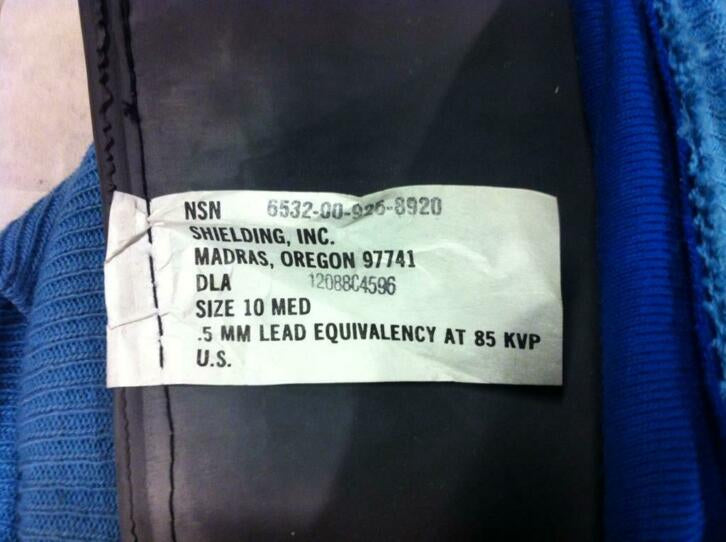 NSN 6532-00-926-8920
SHIELDING, INC.
MADRAS, OREGON 97741
DLA 12088C4596
SIZE 10 MED
.5 MM LEAD EQUIVALENCY AT 85 KVP
U.S.